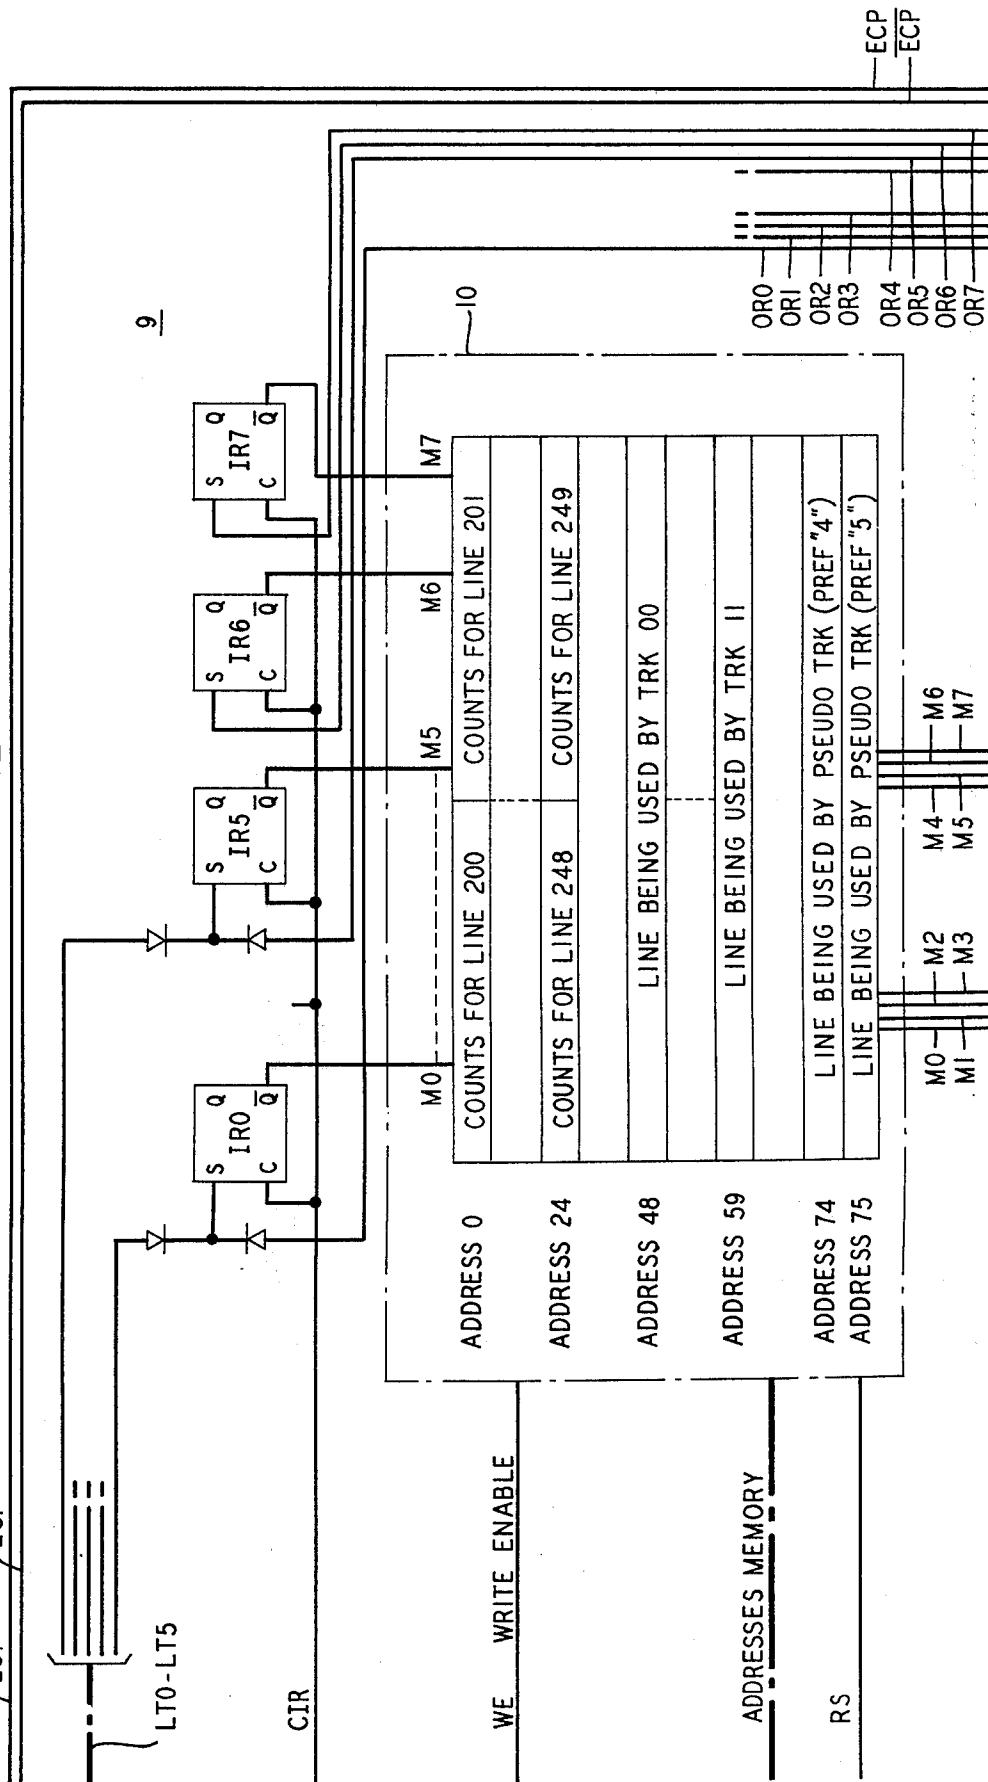 ECP
ECP
9
10
S Q
IR7
C Q
S Q
IR6
C Q
S Q
IR5
C Q
S Q
IR0
C Q
M0
M5
M6
M7
OR0
OR1
OR2
OR3
OR4
OR5
OR6
OR7
LT0-LT5
CIR
WE WRITE ENABLE
ADDRESSES MEMORY
RS
ADDRESS 0
COUNTS FOR LINE 200
COUNTS FOR LINE 201
ADDRESS 24
COUNTS FOR LINE 248
COUNTS FOR LINE 249
ADDRESS 48
LINE BEING USED BY TRK 00
ADDRESS 59
LINE BEING USED BY TRK 11
ADDRESS 74
LINE BEING USED BY PSEUDO TRK (PREF "4")
ADDRESS 75
LINE BEING USED BY PSEUDO TRK (PREF "5")
M0
M1
M2
M3
M4
M5
M6
M7